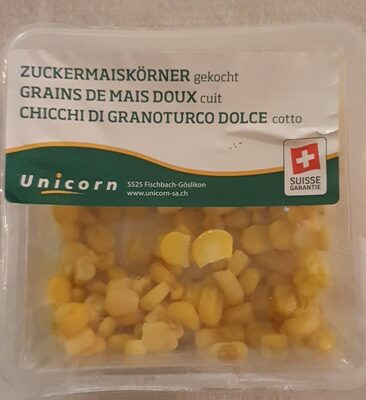 ZUCKERMAISKÖRNER gekocht
GRAINS DE MAIS DOUX cuit
CHICCHI DI GRANOTURCO DOLCE cotto
Unicorn
5525 Fischbach-Göslikon
www.unicorn-sa.ch
SUISSE
GARANTIE